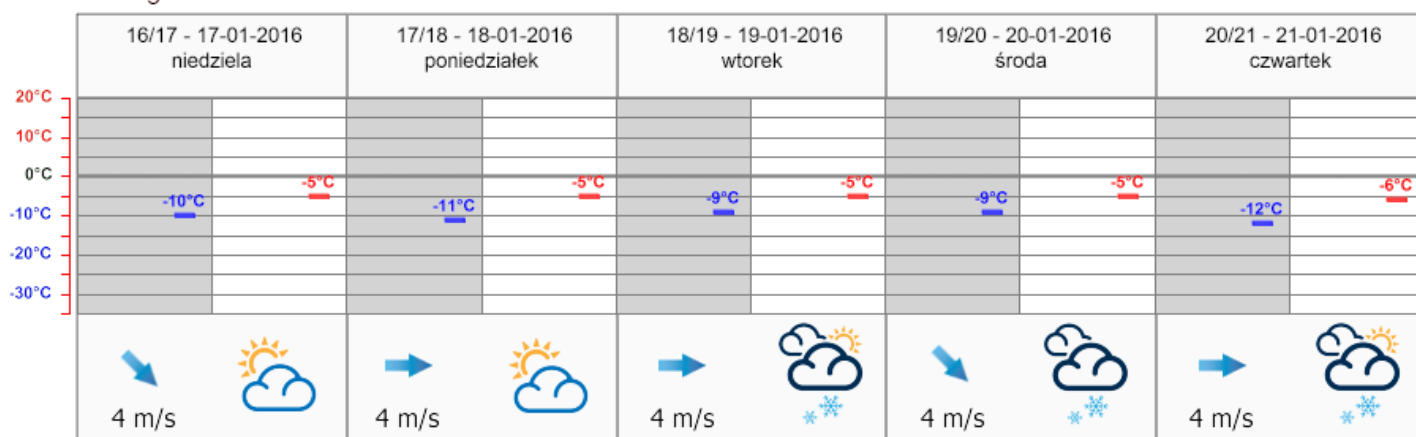 16/17 - 17-01-2016
niedziela
17/18 - 18-01-2016
poniedziałek
18/19 - 19-01-2016
wtorek
19/20 - 20-01-2016
środa
20/21 - 21-01-2016
czwartek
20°C
10°C
0°C
-10°C
-20°C
-30°C
-10°C
-5°C
-11°C
-5°C
-9°C
-5°C
-9°C
-5°C
-12°C
-6°C
4 m/s
4 m/s
4 m/s
4 m/s
4 m/s